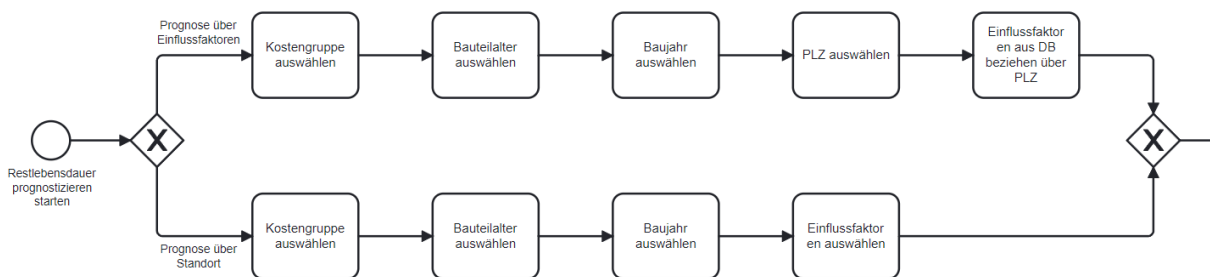 Prognose über
Einflussfaktoren
Kostengruppe
auswählen
Bauteilalter
auswählen
Baujahr
auswählen
PLZ auswählen
Einflussfaktor
en aus DB
beziehen über
PLZ
X
X
Restlebensdauer
prognostizieren
starten
Prognose über
Standort
Kostengruppe
auswählen
Bauteilalter
auswählen
Baujahr
auswählen
Einflussfaktor
en auswählen